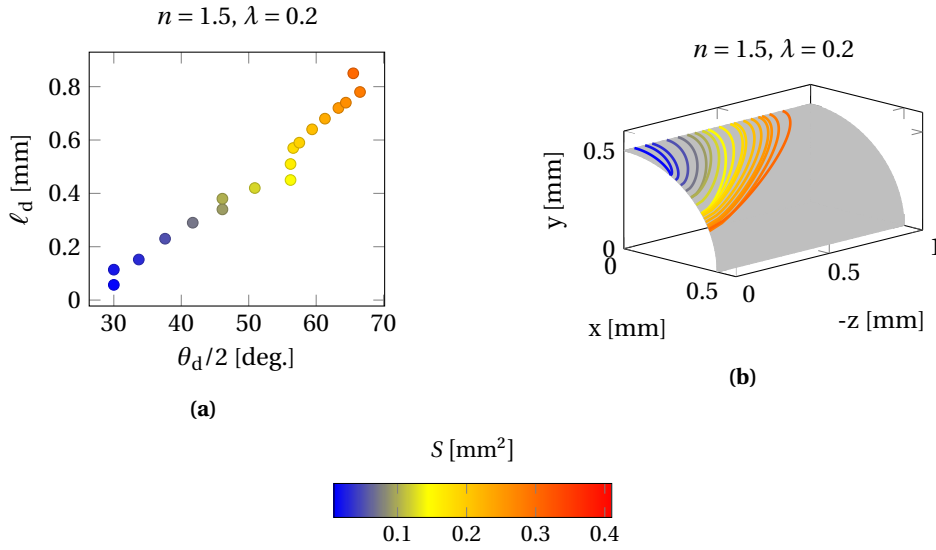 n = 1.5, λ = 0.2
ℓd [mm]
0.8
0.6
0.4
0.2
0
30 40 50 60 70
θd/2 [deg.]
(a)
n = 1.5, λ = 0.2
y [mm]
0.5
0
0
0.5
x [mm]
0
0.5
1
-z [mm]
(b)
S [mm²]
0.1 0.2 0.3 0.4